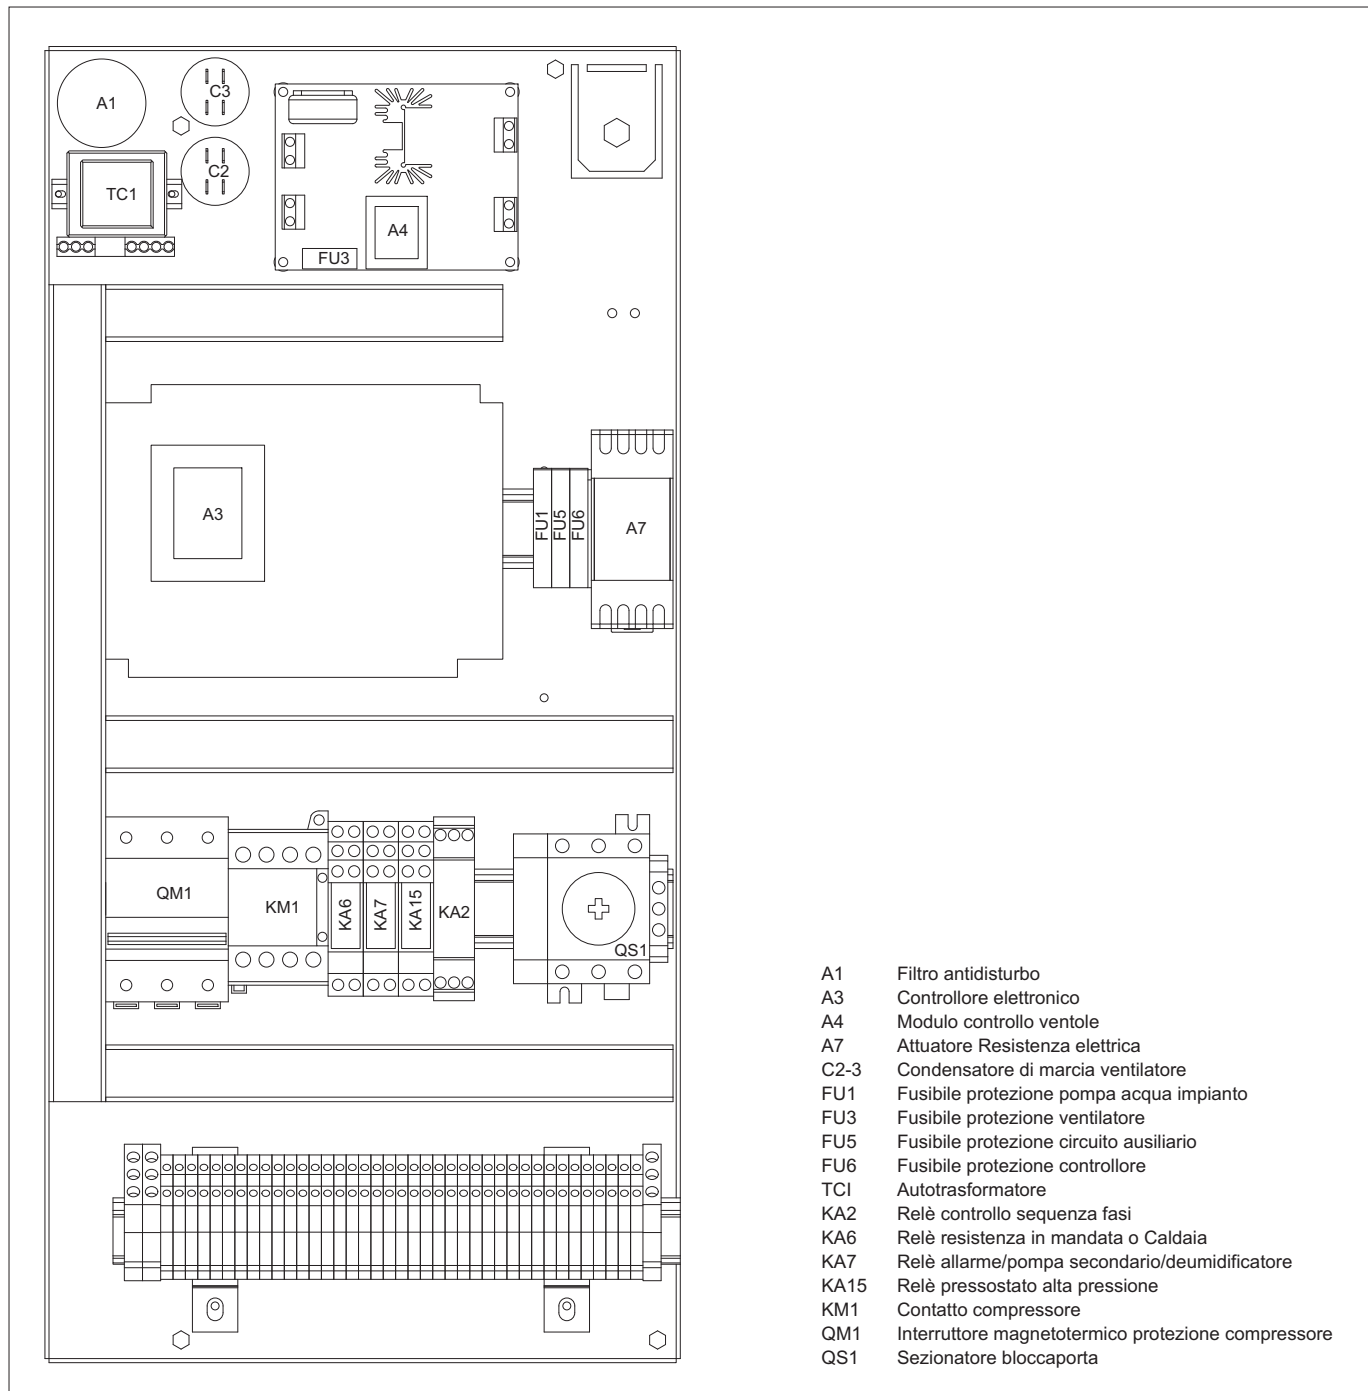 A1
C3
C2
TC1
A4
FU3
A3
FU1
FU5
FU6
A7
QM1
KM1
KA6
KA7
KA15
KA2
QS1
A1 Filtro antidisturbo
A3 Controllore elettronico
A4 Modulo controllo ventole
A7 Attuatore Resistenza elettrica
C2-3 Condensatore di marcia ventilatore
FU1 Fusibile protezione pompa acqua impianto
FU3 Fusibile protezione ventilatore
FU5 Fusibile protezione circuito ausiliario
FU6 Fusibile protezione controllore
TCI Autotrasformatore
KA2 Relè controllo sequenza fasi
KA6 Relè resistenza in mandata o Caldaia
KA7 Relè allarme/pompa secondario/deumidificatore
KA15 Relè pressostato alta pressione
KM1 Contatto compressore
QM1 Interruttore magnetotermico protezione compressore
QS1 Sezionatore bloccaporta